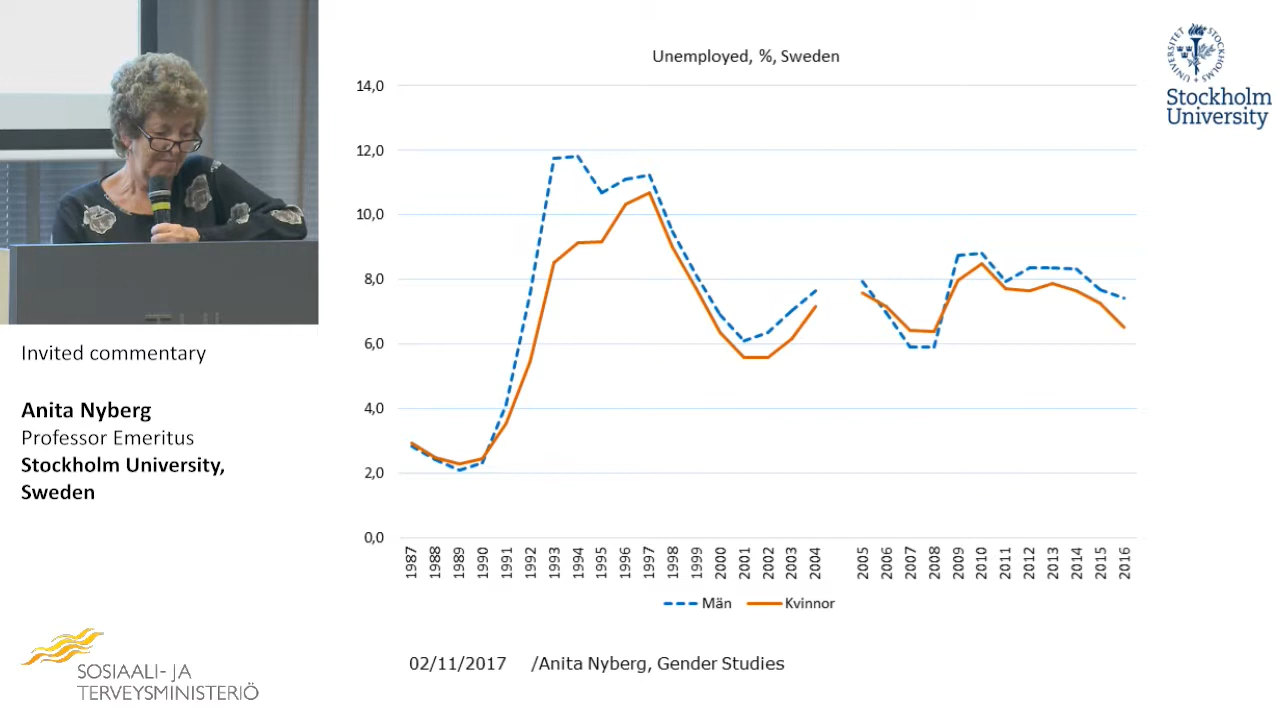 Unemployed, %, Sweden
14,0
12,0
10,0
8,0
6,0
4,0
2,0
0,0
1987
1988
1989
1990
1991
1992
1993
1994
1995
1996
1997
1998
1999
2000
2001
2002
2003
2004
2005
2006
2007
2008
2009
2010
2011
2012
2013
2014
2015
2016
Män
Kvinnor
02/11/2017 /Anita Nyberg, Gender Studies
Stockholm
University
Invited commentary
Anita Nyberg
Professor Emeritus
Stockholm University,
Sweden
SOSIAALI- JA
TERVEYSMINISTERIÖ